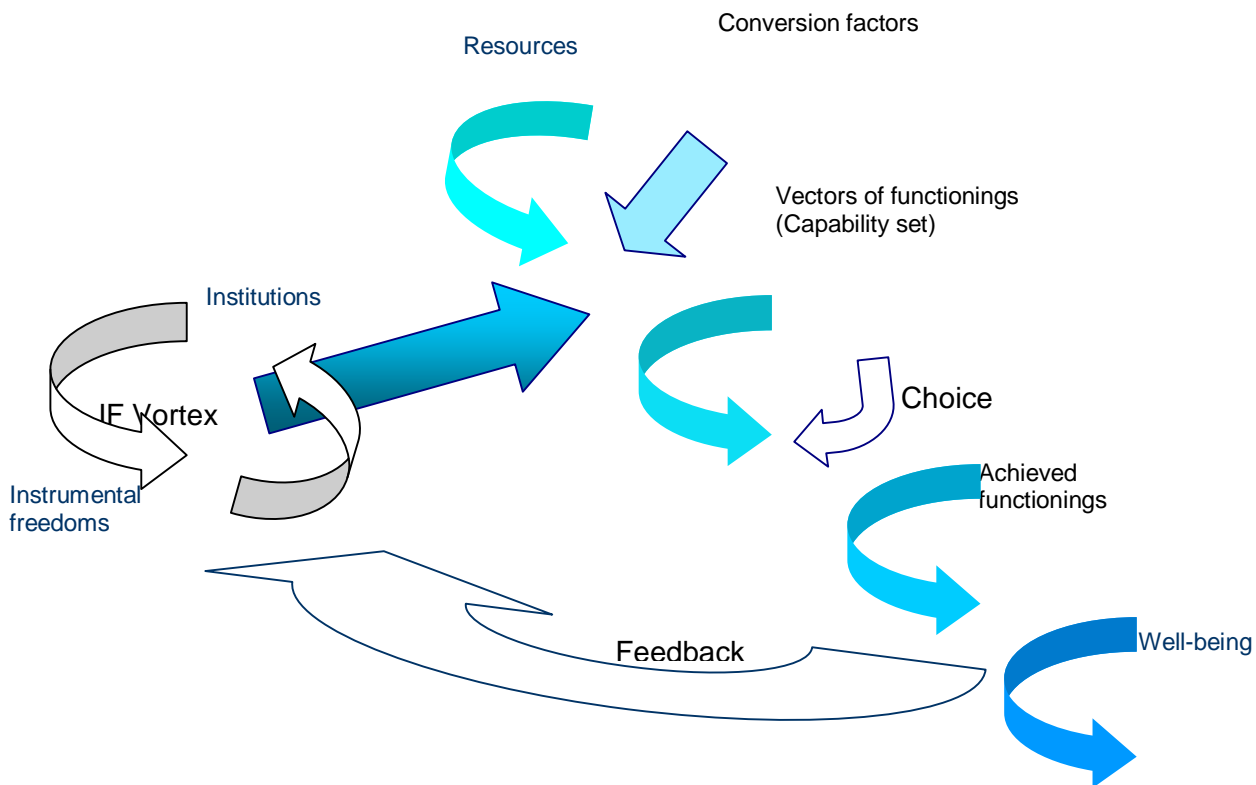 Conversion factors
Resources
Vectors of functionings
(Capability set)
Institutions
Choice
IF Vortex
Achieved
functionings
Instrumental
freedoms
Feedback
Well-being